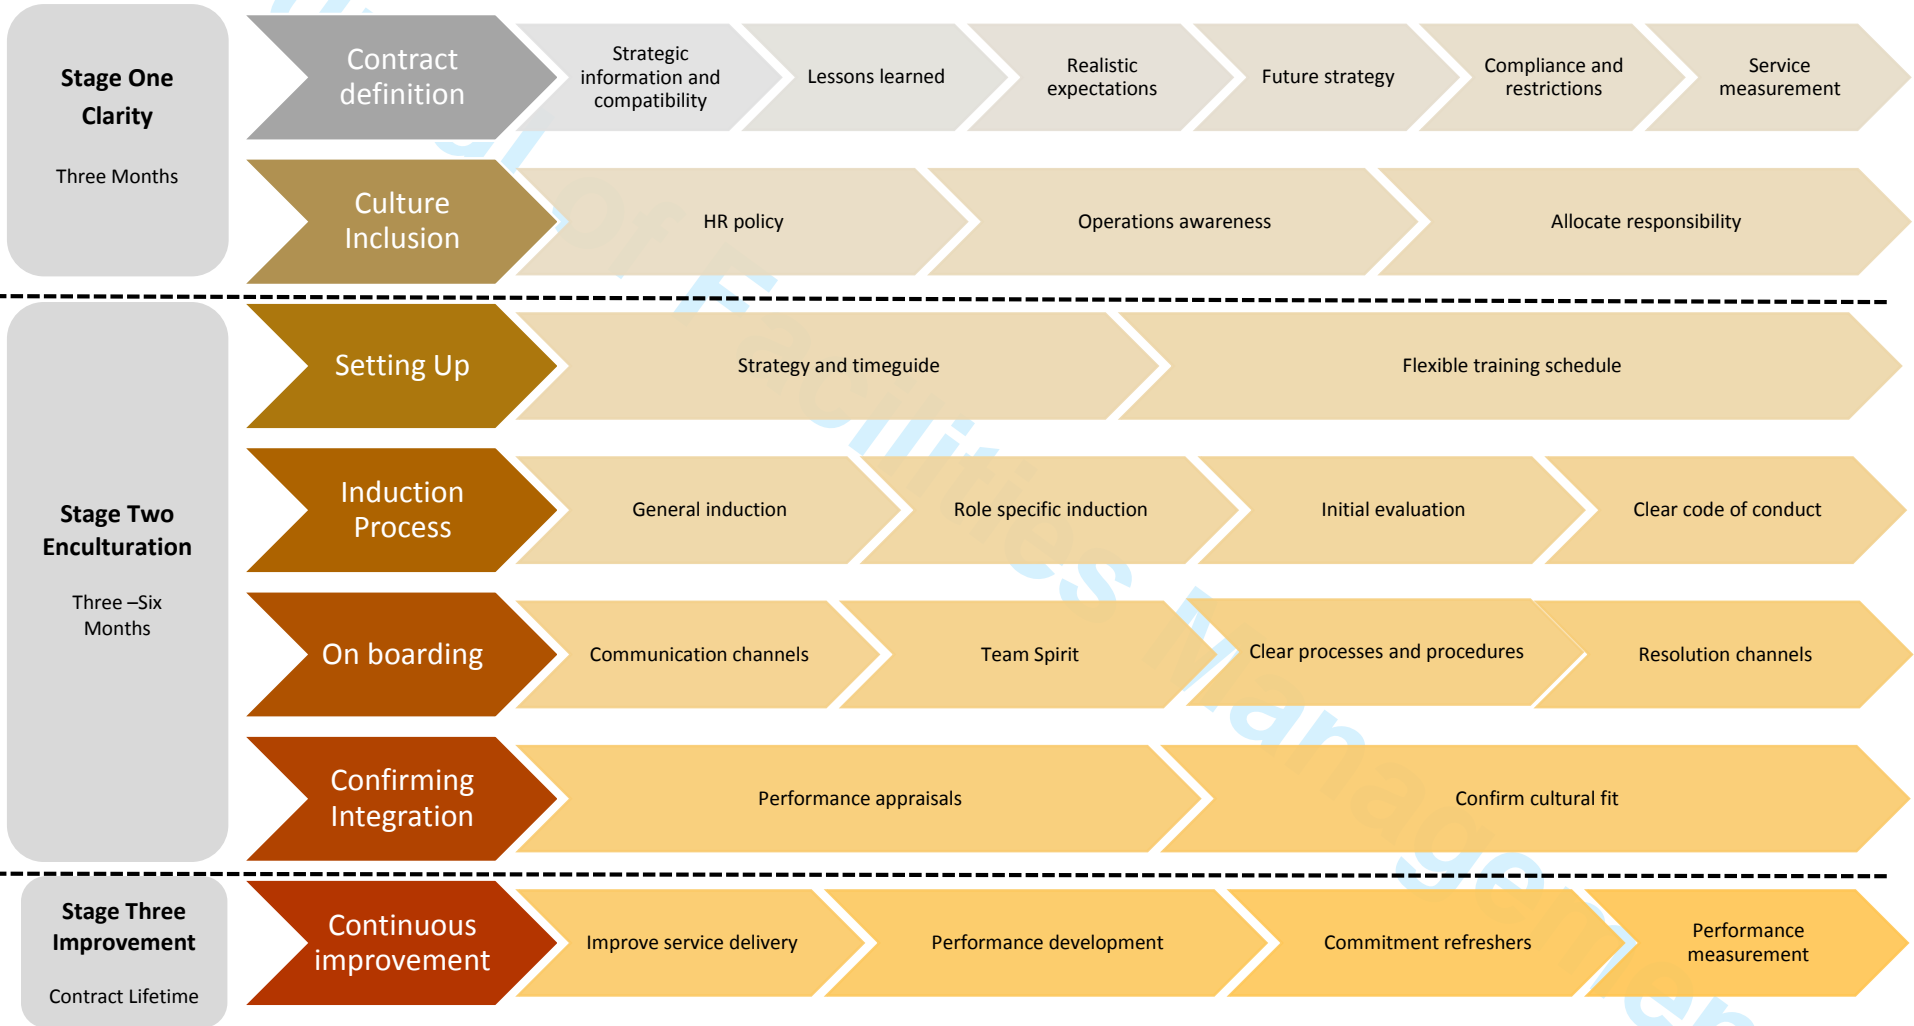 Stage One
Clarity
Three Months
Contract
definition
Strategic
information and
compatibility
Lessons learned
Realistic
expectations
Future strategy
Compliance and
restrictions
Service
measurement
Culture
Inclusion
HR policy
Operations awareness
Allocate responsibility
Stage Two
Enculturation
Three –Six
Months
Setting Up
Strategy and timeguide
Flexible training schedule
Induction
Process
General induction
Role specific induction
Initial evaluation
Clear code of conduct
On boarding
Communication channels
Team Spirit
Clear processes and procedures
Resolution channels
Confirming
Integration
Performance appraisals
Confirm cultural fit
Stage Three
Improvement
Contract Lifetime
Continuous
improvement
Improve service delivery
Performance development
Commitment refreshers
Performance
measurement
of Facilities Management